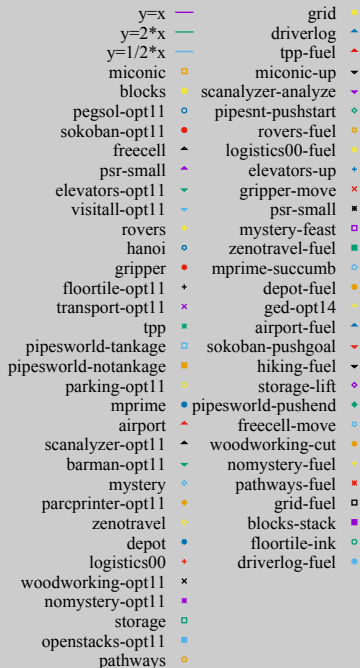 y=x
y=2*x
y=1/2*x
miconic
blocks
pegsol-opt11
sokoban-opt11
freecell
psr-small
elevators-opt11
visitall-opt11
rovers
hanoi
gripper
floortile-opt11
transport-opt11
tpp
pipesworld-tankage
pipesworld-notankage
parking-opt11
mprime
airport
scanalyzer-opt11
barman-opt11
mystery
parcprinter-opt11
zenotravel
depot
logistics00
woodworking-opt11
nomystery-opt11
storage
openstacks-opt11
pathways
grid
driverlog
tpp-fuel
miconic-up
scanalyzer-analyze
pipesnt-pushstart
rovers-fuel
logistics00-fuel
elevators-up
gripper-move
psr-small
mystery-feast
zenotravel-fuel
mprime-succumb
depot-fuel
ged-opt14
airport-fuel
sokoban-pushgoal
hiking-fuel
storage-lift
pipesworld-pushend
freecell-move
woodworking-cut
nomystery-fuel
pathways-fuel
grid-fuel
blocks-stack
floortile-ink
driverlog-fuel